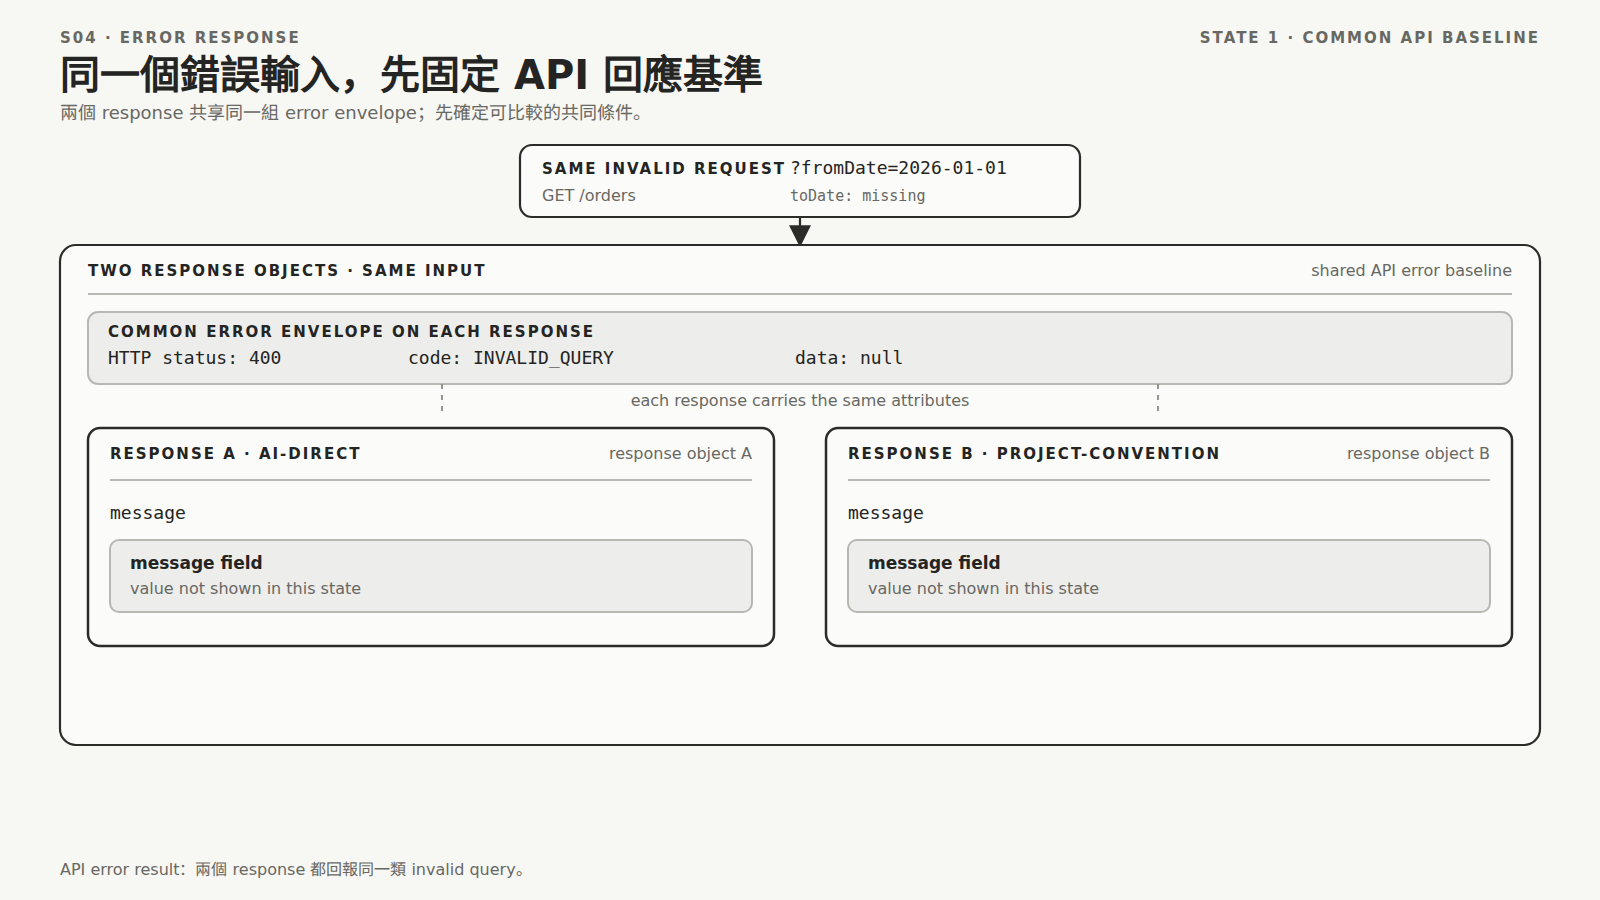 S04 · ERROR RESPONSE
STATE 1 · COMMON API BASELINE
同一個錯誤輸入，先固定 API 回應基準
兩個 response 共享同一組 error envelope；先確定可比較的共同條件。
SAME INVALID REQUEST ?fromDate=2026-01-01
GET /orders toDate: missing
TWO RESPONSE OBJECTS · SAME INPUT
shared API error baseline
COMMON ERROR ENVELOPE ON EACH RESPONSE
HTTP status: 400 code: INVALID_QUERY data: null
each response carries the same attributes
RESPONSE A · AI-DIRECT
response object A
message
message field
value not shown in this state
RESPONSE B · PROJECT-CONVENTION
response object B
message
message field
value not shown in this state
API error result：兩個 response 都回報同一類 invalid query。